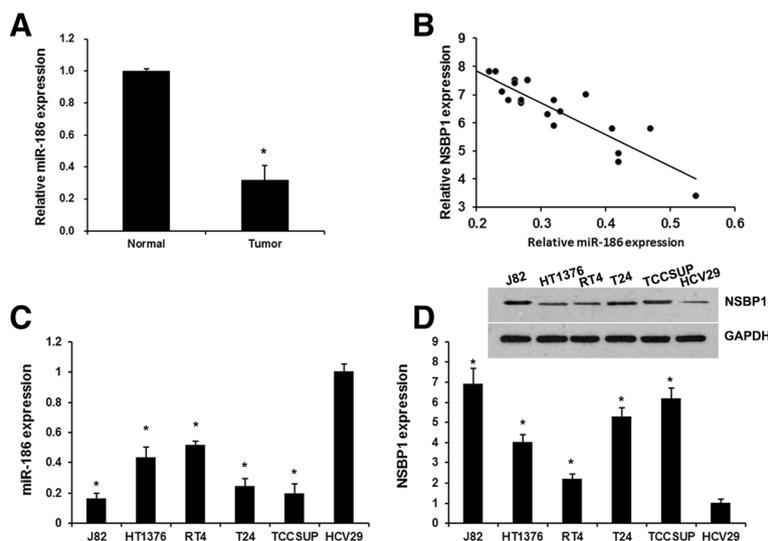 A
Relative miR-186 expression
1.2
1.0
0.8
0.6
0.4
0.2
0.0
*
Normal Tumor
B
Relative NSBP1 expression
9
8
7
6
5
4
3
0.2 0.3 0.4 0.5 0.6
Relative miR-186 expression
C
miR-186 expression
1.2
1
0.8
0.6
0.4
0.2
0
* * * * *
J82 HT1376 RT4 T24 TCCSUP HCV29
D
J82 HT1376 RT4 T24 TCCSUP HCV29
NSBP1
GAPDH
NSBP1 expression
9
8
7
6
5
4
3
2
1
0
* * * * *
J82 HT1376 RT4 T24 TCCSUP HCV29